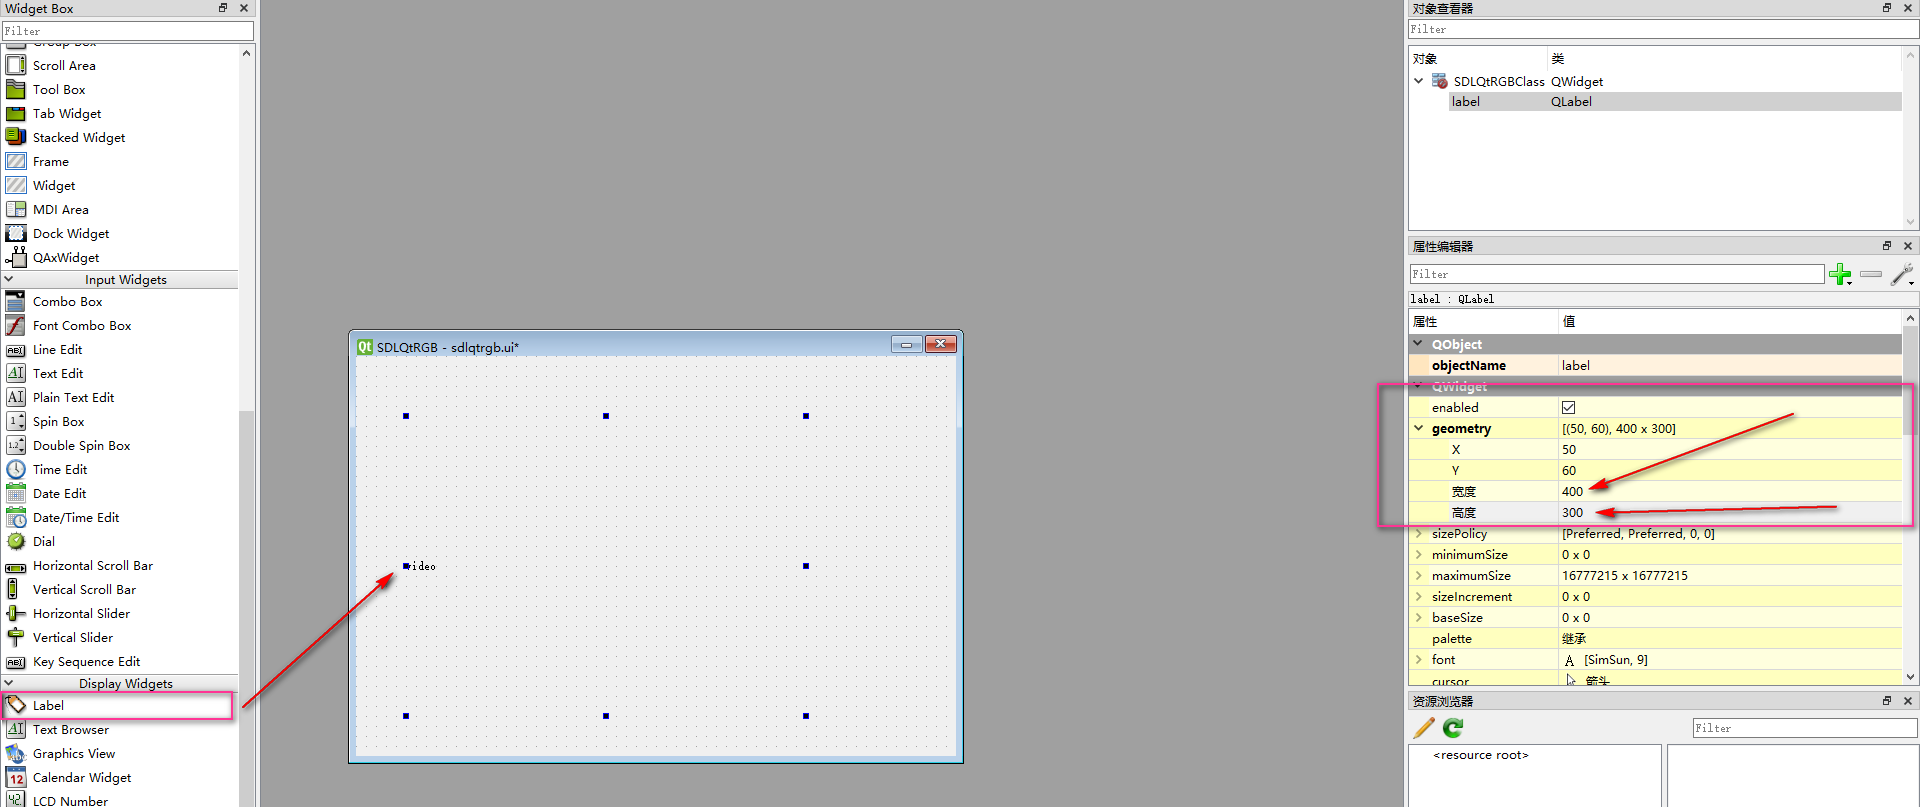 Widget Box
Filter
Group Box
Scroll Area
Tool Box
Tab Widget
Stacked Widget
Frame
Widget
MDI Area
Dock Widget
QAxWidget
Input Widgets
Combo Box
Font Combo Box
Line Edit
Text Edit
Plain Text Edit
Spin Box
Double Spin Box
Time Edit
Date Edit
Date/Time Edit
Dial
Horizontal Scroll Bar
Vertical Scroll Bar
Horizontal Slider
Vertical Slider
Key Sequence Edit
Display Widgets
Label
Text Browser
Graphics View
Calendar Widget
LCD Number
SDLQtRGB - sdlqtrgb.ui*
video
对象查看器
Filter
对象 类
SDLQtRGBClass QWidget
label QLabel
属性编辑器
Filter
label : QLabel
属性 值
QObject
objectName label
QWidget
enabled
geometry [(50, 60), 400 x 300]
X 50
Y 60
宽度 400
高度 300
sizePolicy [Preferred, Preferred, 0, 0]
minimumSize 0 x 0
maximumSize 16777215 x 16777215
sizeIncrement 0 x 0
baseSize 0 x 0
palette 继承
font A [SimSun, 9]
cursor 箭头
资源浏览器
Filter
<resource root>